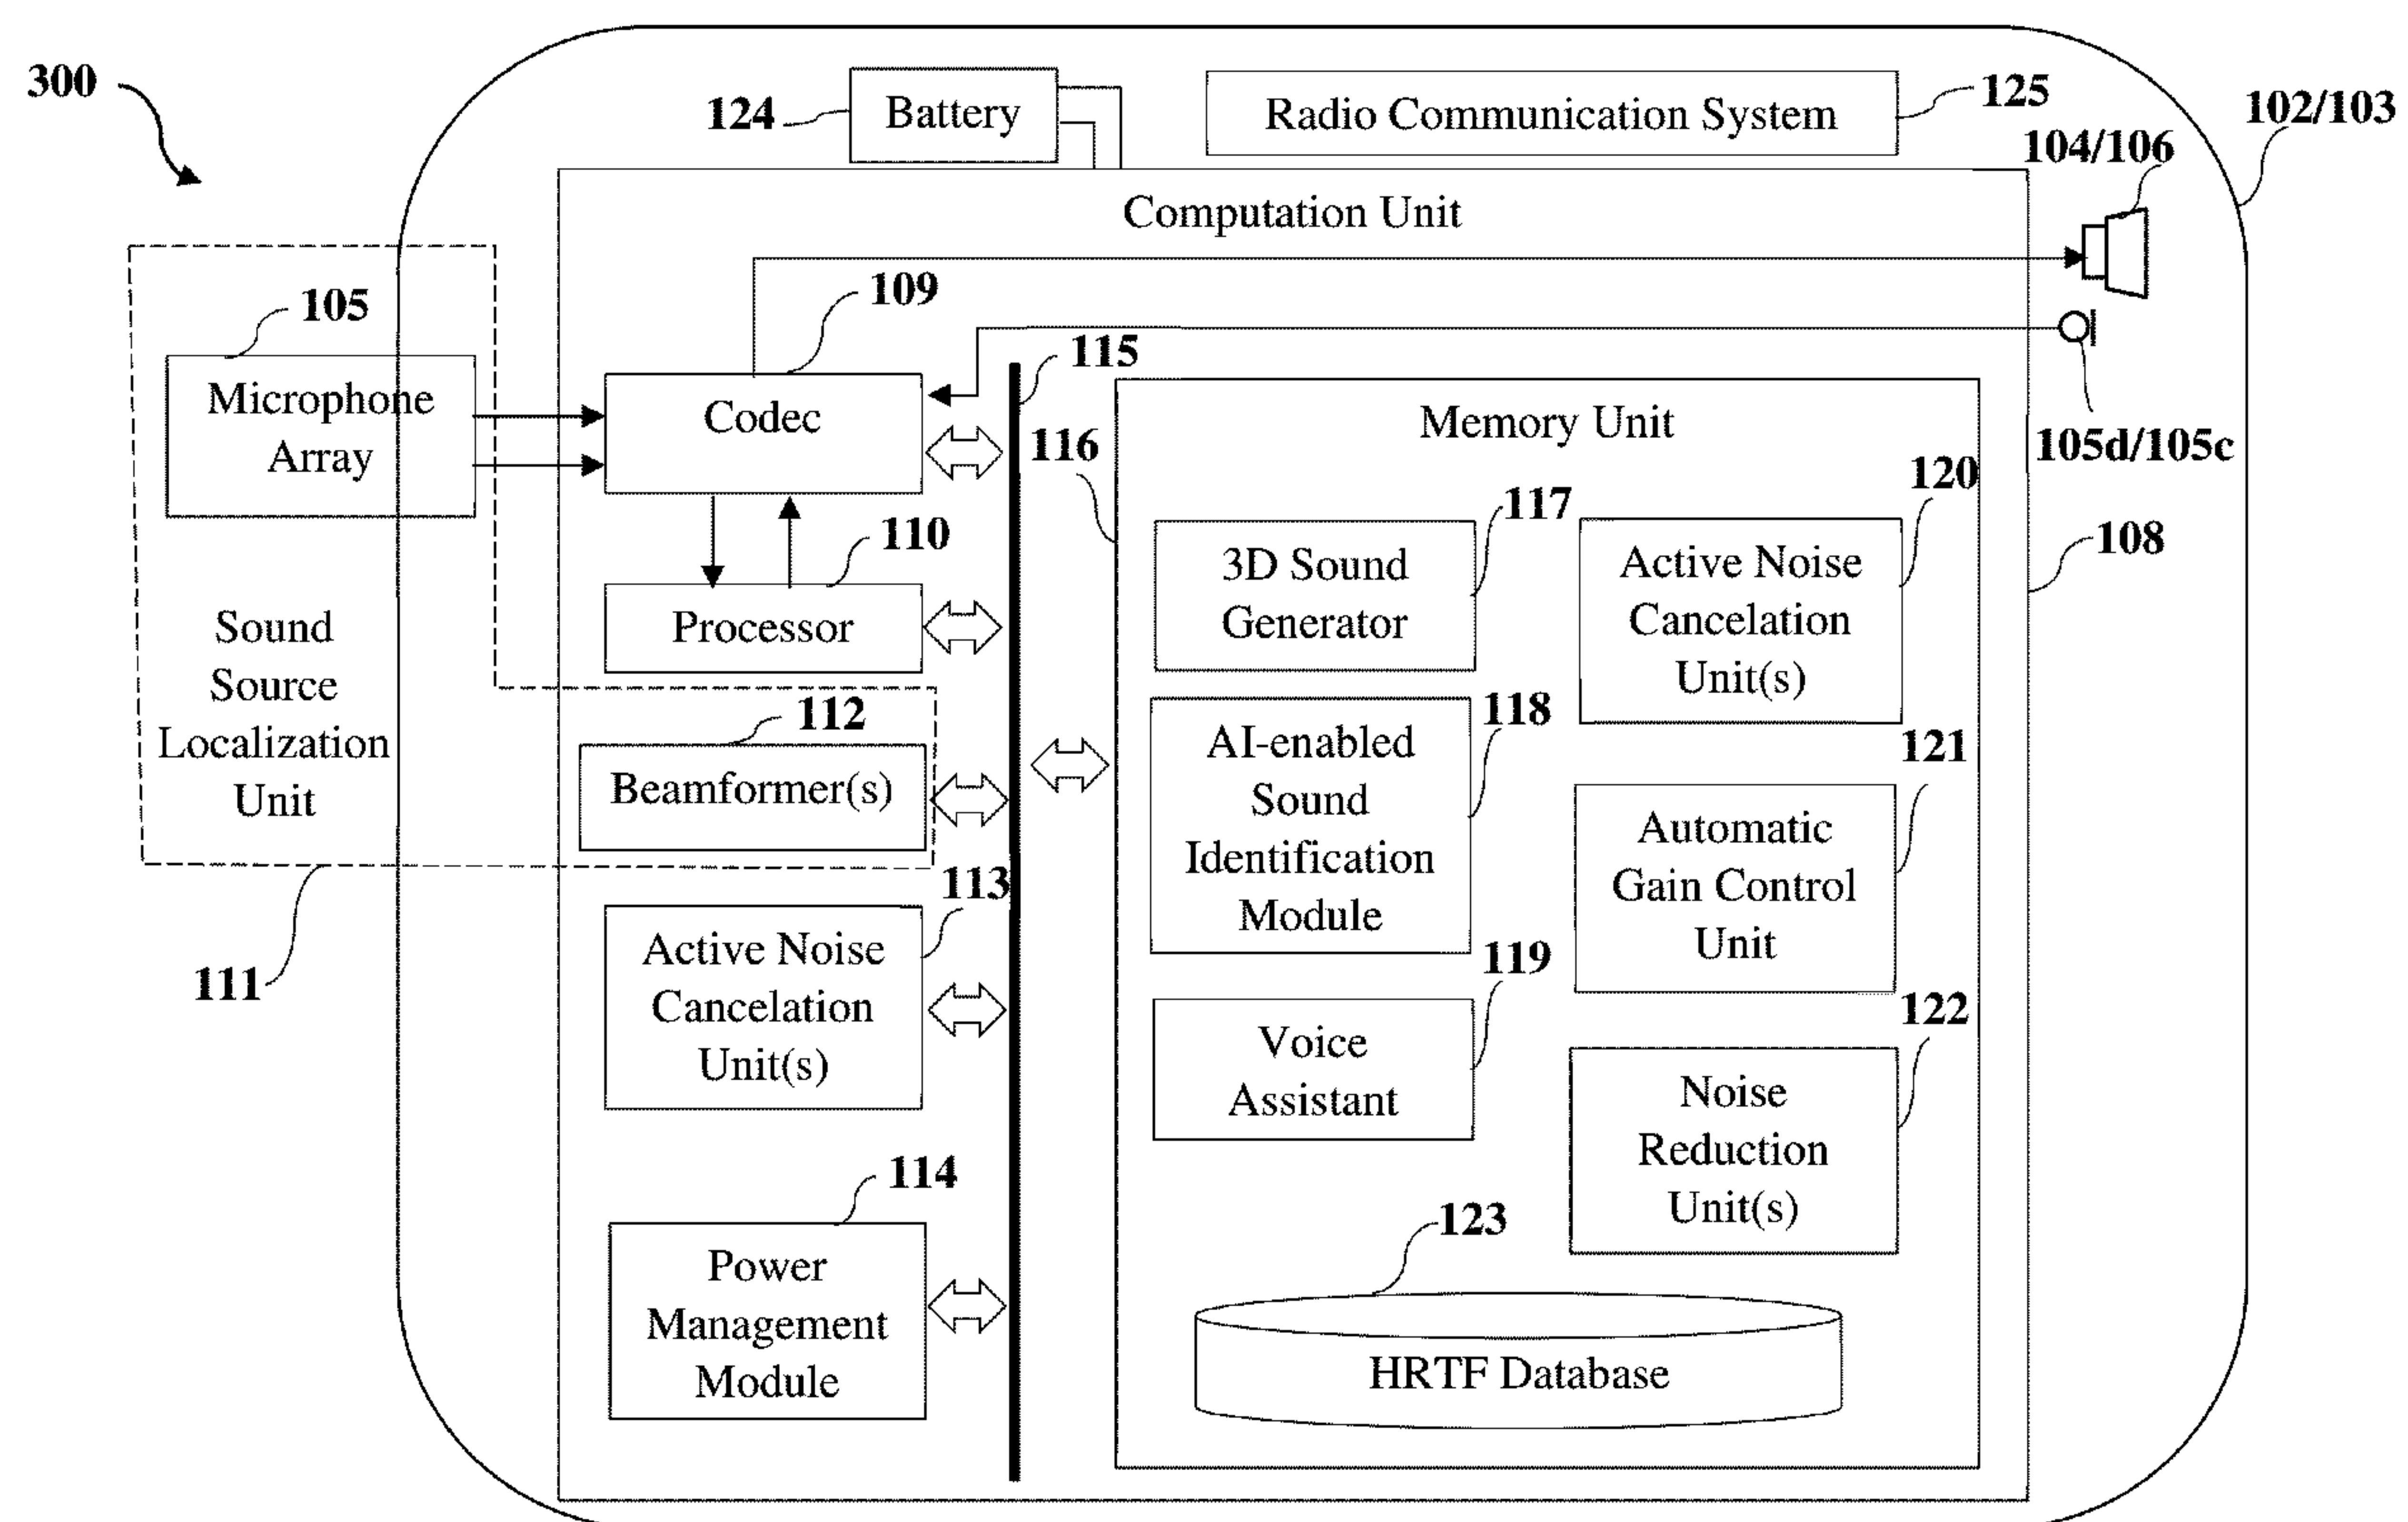 300
124
Battery
Radio Communication System
125
102/103
104/106
Computation Unit
105
109
115
Microphone
Array
Codec
116
Memory Unit
105d/105c
120
110
117
108
Processor
3D Sound
Generator
Active Noise
Cancelation
Unit(s)
Sound
Source
Localization
Unit
112
Beamformer(s)
118
AI-enabled
Sound
Identification
Module
121
Automatic
Gain Control
Unit
111
113
Active Noise
Cancelation
Unit(s)
119
Voice
Assistant
122
Noise
Reduction
Unit(s)
114
Power
Management
Module
123
HRTF Database